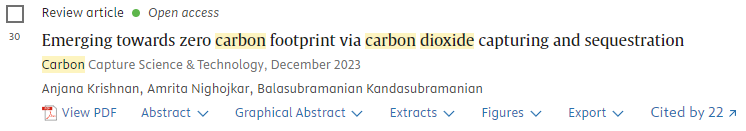 Review article ● Open access
30
Emerging towards zero carbon footprint via carbon dioxide capturing and sequestration
Carbon Capture Science & Technology, December 2023
Anjana Krishnan, Amrita Nighojkar, Balasubramanian Kandasubramanian
View PDF Abstract Graphical Abstract Extracts Figures Export Cited by 22